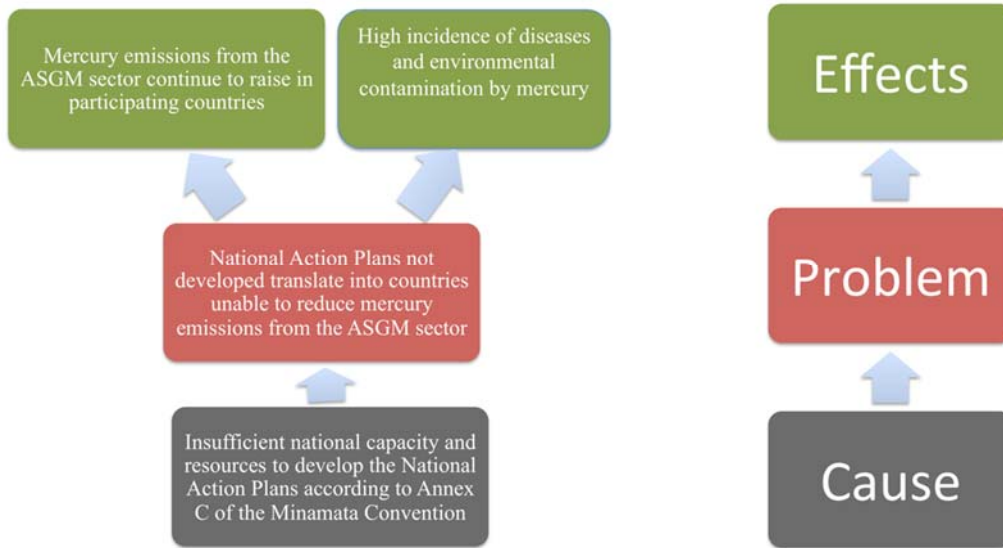 Mercury emissions from the
ASGM sector continue to raise in
participating countries
High incidence of diseases
and environmental
contamination by mercury
Effects
National Action Plans not
developed translate into countries
unable to reduce mercury
emissions from the ASGM sector
Problem
Insufficient national capacity and
resources to develop the National
Action Plans according to Annex
C of the Minamata Convention
Cause